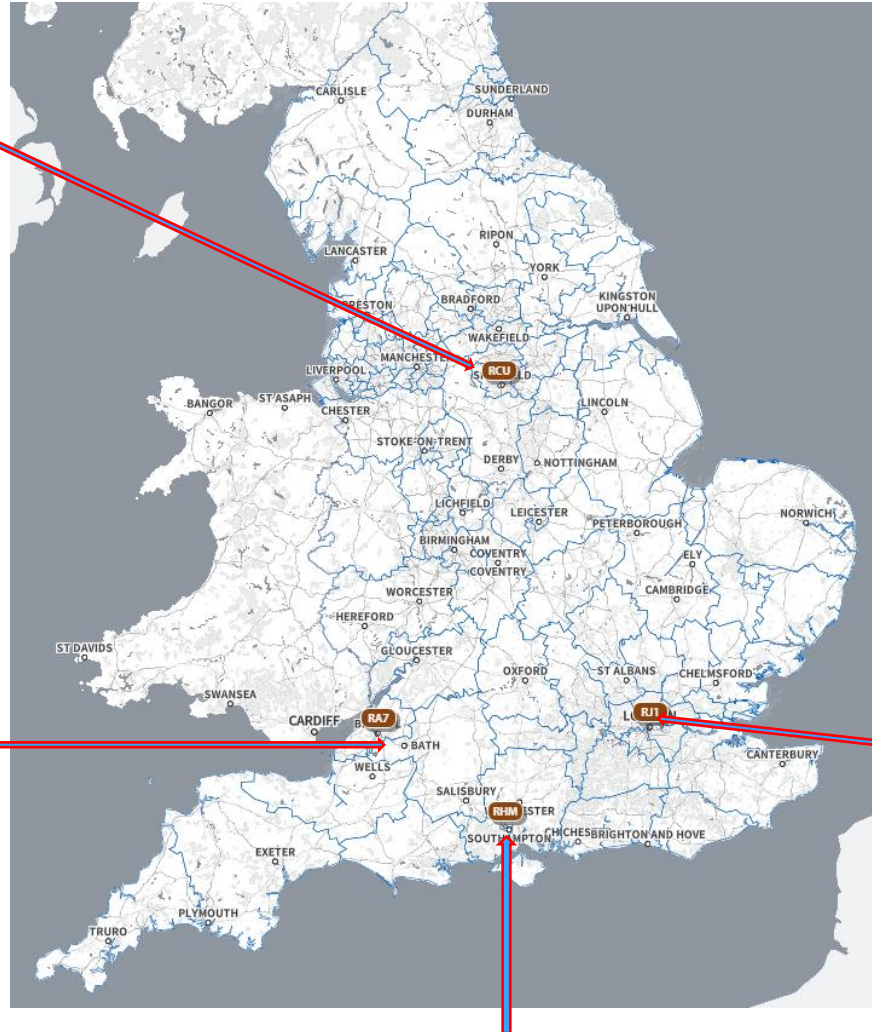 CARLISLE
SUNDERLAND
DURHAM
RIPON
LANCASTER
YORK
BRADFORD
KINGSTON
UPON HULL
WAKEFIELD
MANCHESTER
RCU
LIVERPOOL
BANGOR
ST ASAPH
CHESTER
LINCOLN
STOKE-ON-TRENT
DERBY
NOTTINGHAM
LICHFIELD
LEICESTER
PETERBOROUGH
NORWICH
BIRMINGHAM
COVENTRY
COVENTRY
ELY
CAMBRIDGE
WORCESTER
HEREFORD
ST DAVIDS
GLOUCESTER
OXFORD
ST ALBANS
CHELMSFORD
SWANSEA
CARDIFF
RA7
RJ1
BATH
WELLS
CANTERBURY
SALISBURY
RHM
SOUTHAMPTON
BRIGHTON AND HOVE
EXETER
PLYMOUTH
TRURO